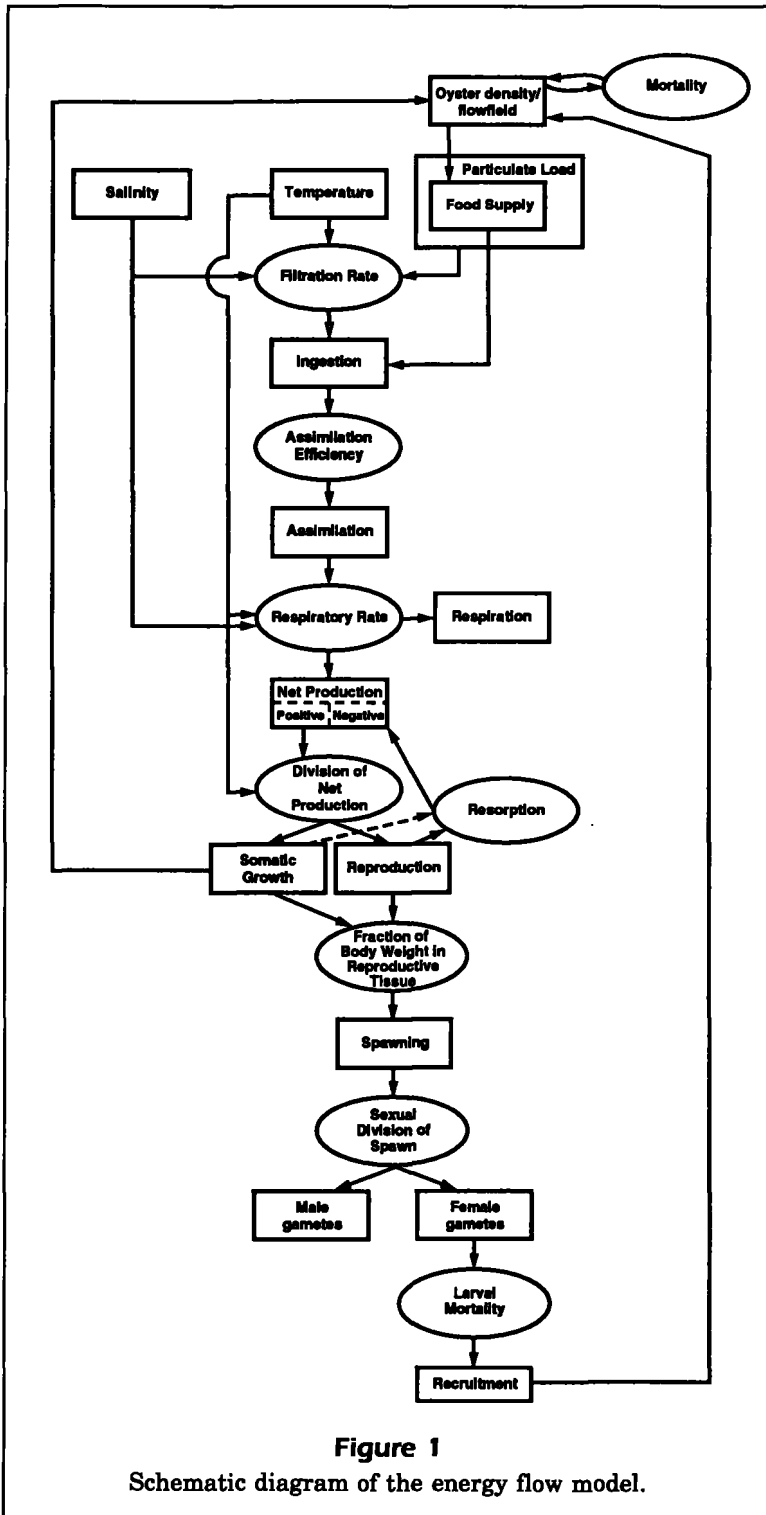 Oyster density/
flowfield
Mortality
Particulate Load
Salinity
Temperature
Food Supply
Filtration Rate
Ingestion
Assimilation
Efficiency
Assimilation
Respiratory Rate
Respiration
Net Production
Positive
Negative
Division of
Net
Production
Resorption
Somatic
Growth
Reproduction
Fraction of
Body Weight in
Reproductive
Tissue
Spawning
Sexual
Division of
Spawn
Male
gametes
Female
gametes
Larval
Mortality
Recruitment
Figure 1
Schematic diagram of the energy flow model.